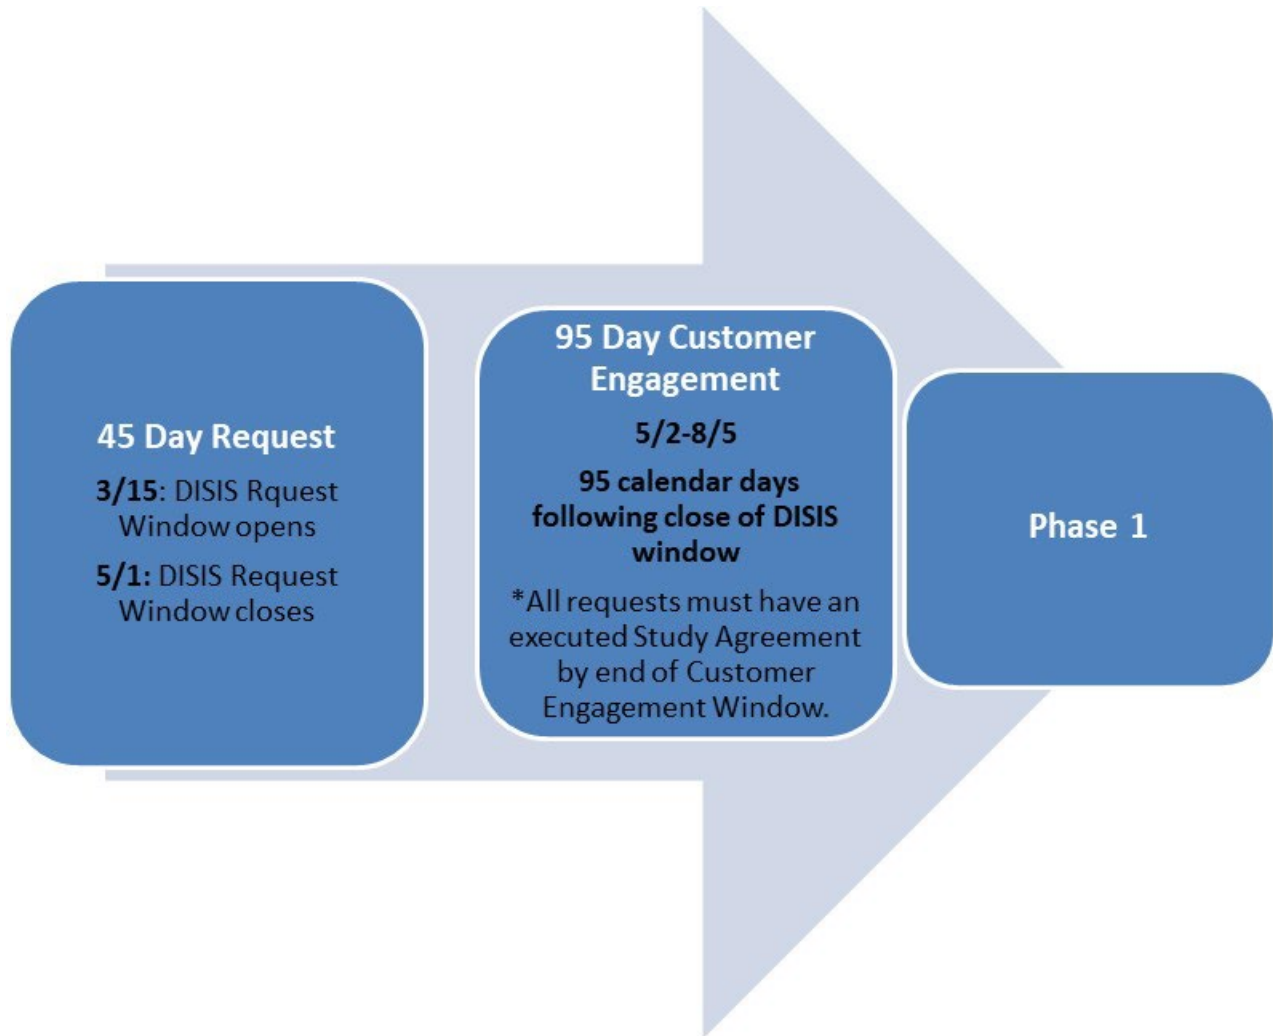 45 Day Request
3/15: DISIS Rquest
Window opens
5/1: DISIS Request
Window closes
95 Day Customer
Engagement
5/2-8/5
95 calendar days
following close of DISIS
window
*All requests must have an
executed Study Agreement
by end of Customer
Engagement Window.
Phase 1